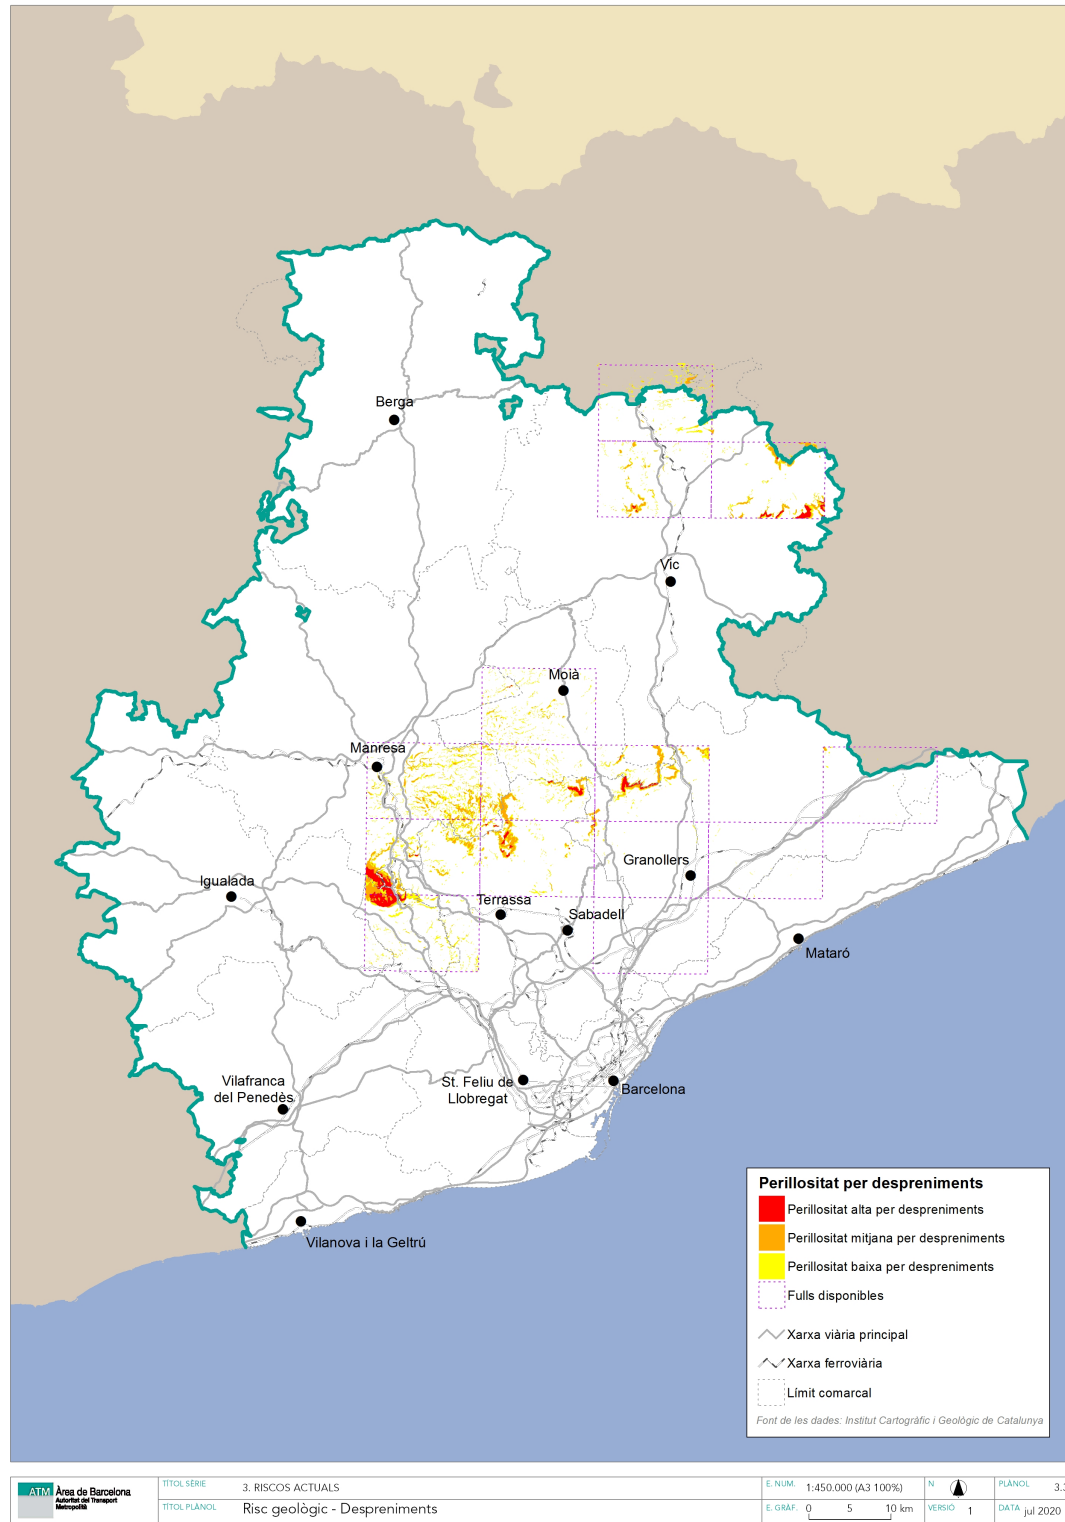 Berga
Vic
Moià
Manresa
Granollers
Igualada
Terrassa
Sabadell
Mataró
Vilafranca
del Penedès
St. Feliu de
Llobregat
Barcelona
Vilanova i la Geltrú
Perillositat per despreniments
Perillositat alta per despreniments
Perillositat mitjana per despreniments
Perillositat baixa per despreniments
Fulls disponibles
Xarxa viària principal
Xarxa ferroviària
Límit comarcal
Font de les dades: Institut Cartogràfic i Geològic de Catalunya
ATM Àrea de Barcelona
Autoritat del Transport
Metropolità
TÍTOL SÈRIE 3. RISCOS ACTUALS
TÍTOL PLÀNOL Risc geològic - Despreniments
E. NUM. 1:450.000 (A3 100%)
E. GRÀF. 0 5 10 km
N
VERSIÓ 1
PLÀNOL
DATA jul 2020